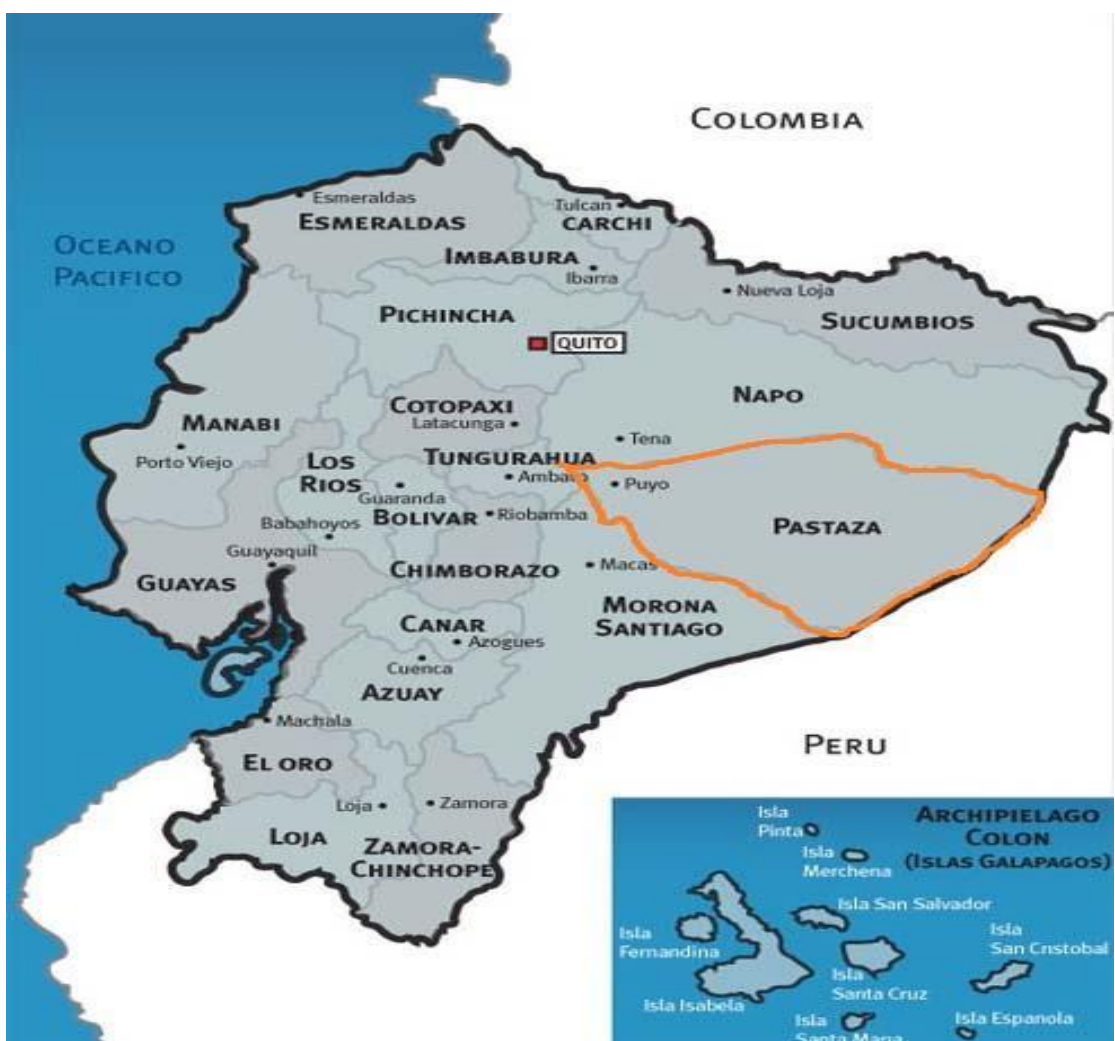 COLOMBIA
Esmeraldas
ESMERALDAS
Tulcan
CARCHI
OCEANO
PACIFICO
IMBABURA
Ibarra
Nueva Loja
PICHINCHA
SUCUMBIOS
QUITO
NAPO
COTOPAXI
Latacunga
MANABI
Porto Viejo
Tena
TUNGURAHUA
LOS
RIOS
Ambato
Puyo
Guaranda
BOLIVAR
Riobamba
PASTAZA
Babahoyos
Guayaquil
GUAYAS
CHIMBORAZO
Macas
MORONA
SANTIAGO
CANAR
Azogues
Cuenca
AZUAY
Machala
PERU
EL ORO
Loja
Zamora
LOJA
ZAMORA-
CHINCHOPE
ARCHIPIELAGO
COLON
(ISLAS GALAPAGOS)
Isla
Pinta
Isla
Merchena
Isla San Salvador
Isla
Fernandina
Isla
San Cristobal
Isla
Santa Cruz
Isla Isabela
Isla
Santa Maria
Isla Espanola